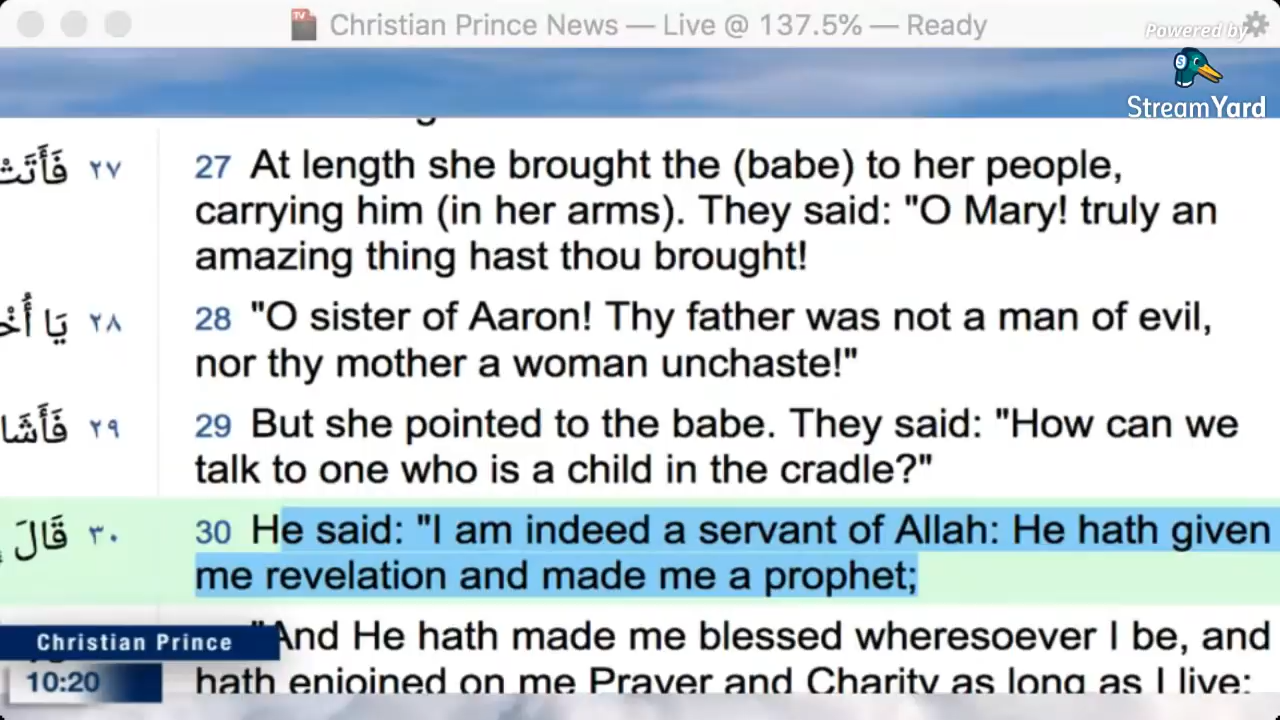 Christian Prince News — Live @ 137.5% — Ready
Powered by
StreamYard
٢٧
27 At length she brought the (babe) to her people,
carrying him (in her arms). They said: "O Mary! truly an
amazing thing hast thou brought!
يَا ٢٨
28 "O sister of Aaron! Thy father was not a man of evil,
nor thy mother a woman unchaste!"
٢٩
29 But she pointed to the babe. They said: "How can we
talk to one who is a child in the cradle?"
قَالَ ٣٠
30 He said: "I am indeed a servant of Allah: He hath given
me revelation and made me a prophet;
"And He hath made me blessed wheresoever I be, and
hath enjoined on me Prayer and Charity as long as I live;
Christian Prince
10:20